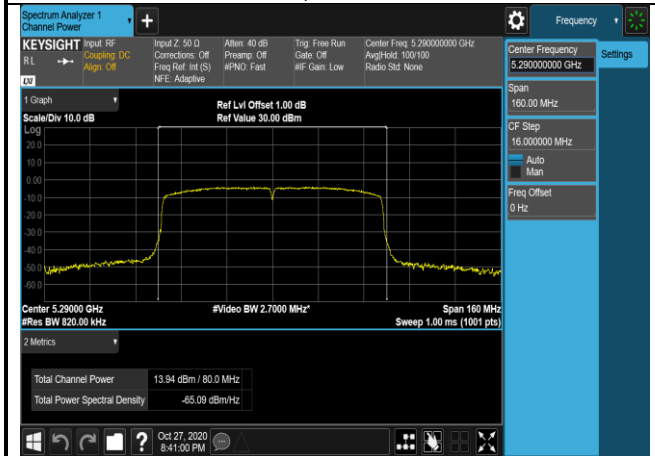 Spectrum Analyzer 1
Channel Power
+
Frequency
KEYSIGHT
RL
LXI
Input: RF
Coupling: DC
Align: Off
Input Z: 50 Ω
Corrections: Off
Freq Ref: Int (S)
NFE: Adaptive
Atten: 40 dB
Preamp: Off
#PNO: Fast
Trig: Free Run
Gate: Off
#IF Gain: Low
Center Freq: 5.290000000 GHz
Avg|Hold: 100/100
Radio Std: None
Center Frequency
5.290000000 GHz
Settings
Span
160.00 MHz
CF Step
16.000000 MHz
Auto
Man
Freq Offset
0 Hz
1 Graph
Scale/Div 10.0 dB
Ref Lvl Offset 1.00 dB
Ref Value 30.00 dBm
Log
20.0
10.0
0.00
-10.0
-20.0
-30.0
-40.0
-50.0
-60.0
Center 5.29000 GHz
#Video BW 2.7000 MHz*
Span 160 MHz
#Res BW 820.00 kHz
Sweep 1.00 ms (1001 pts)
2 Metrics
Total Channel Power 13.94 dBm / 80.0 MHz
Total Power Spectral Density -65.09 dBm/Hz
?
Oct 27, 2020
8:41:00 PM